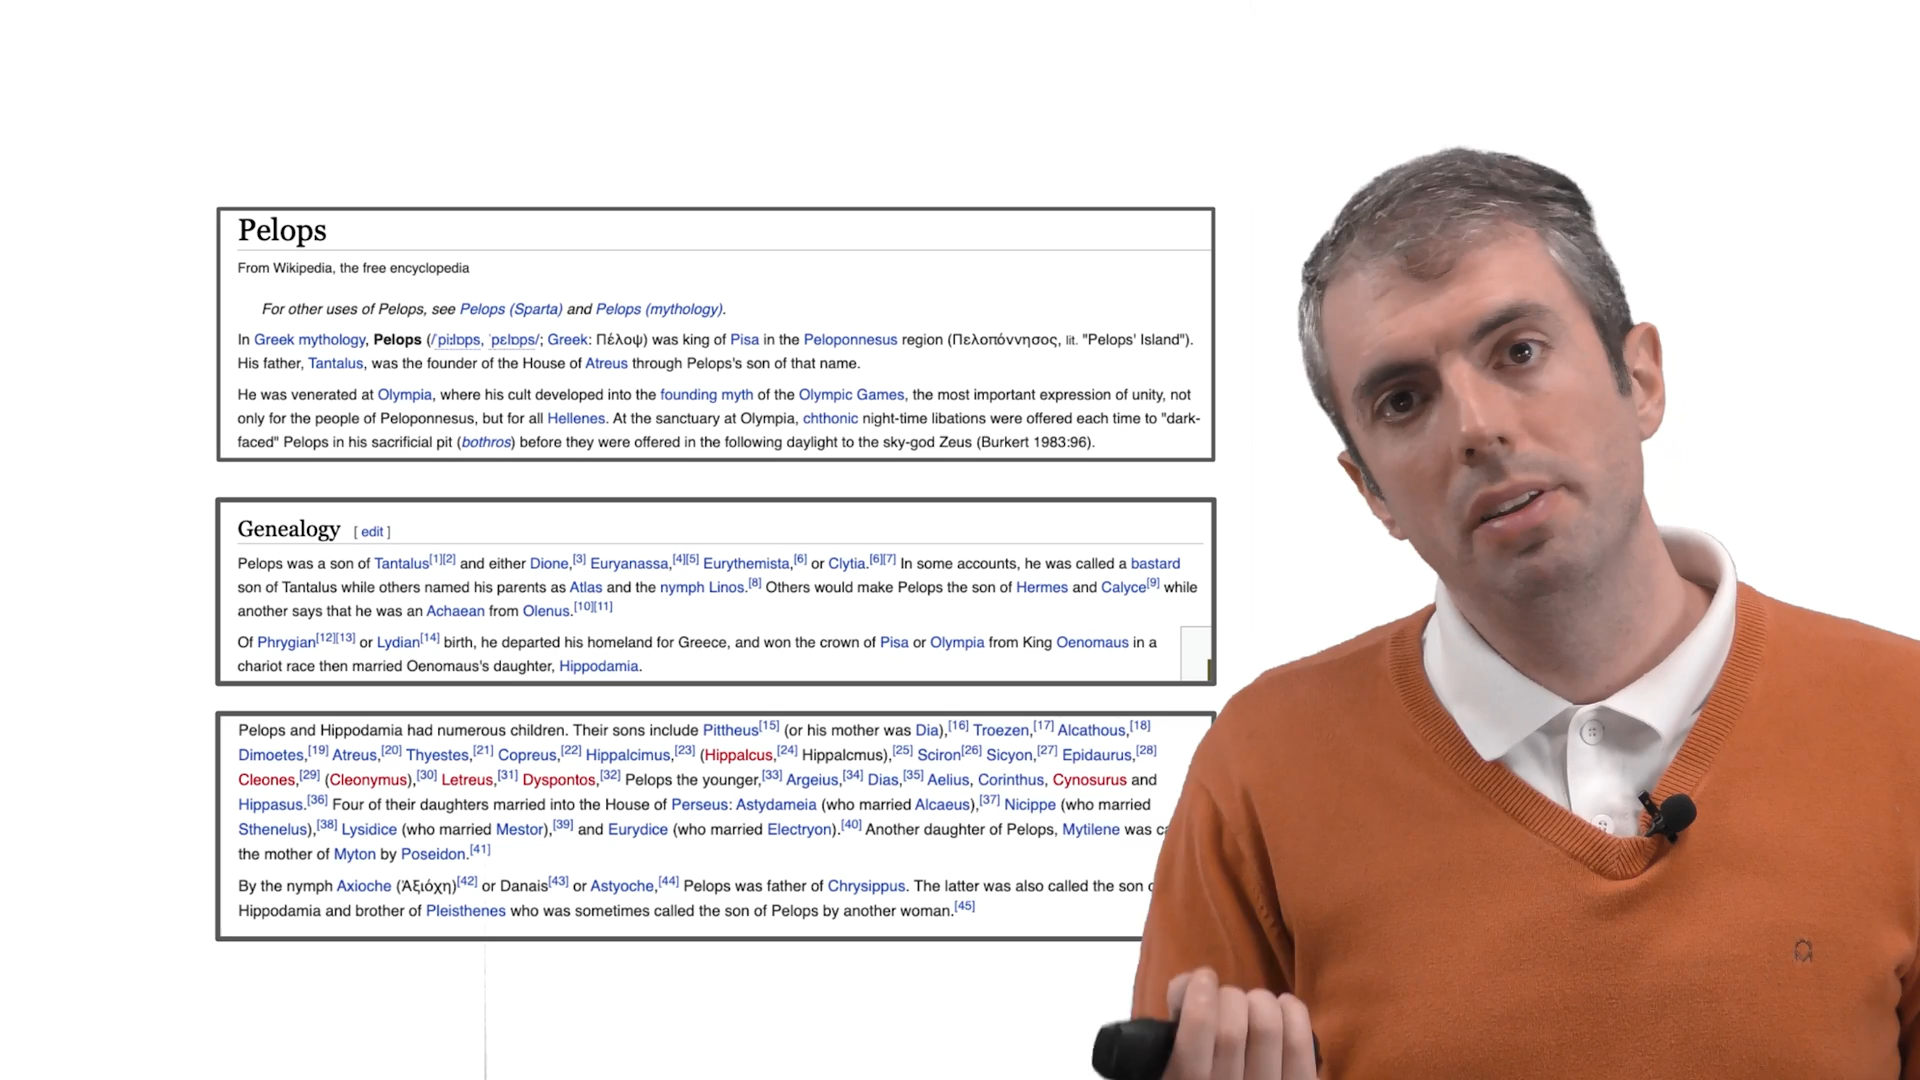 Pelops
From Wikipedia, the free encyclopedia
For other uses of Pelops, see Pelops (Sparta) and Pelops (mythology).
In Greek mythology, Pelops (/ˈpiːlɒps, ˈpɛlɒps/; Greek: Πέλοψ) was king of Pisa in the Peloponnesus region (Πελοπόννησος, lit. "Pelops' Island").
His father, Tantalus, was the founder of the House of Atreus through Pelops's son of that name.
He was venerated at Olympia, where his cult developed into the founding myth of the Olympic Games, the most important expression of unity, not
only for the people of Peloponnesus, but for all Hellenes. At the sanctuary at Olympia, chthonic night-time libations were offered each time to "dark-
faced" Pelops in his sacrificial pit (bothros) before they were offered in the following daylight to the sky-god Zeus (Burkert 1983:96).
Genealogy [ edit ]
Pelops was a son of Tantalus[1][2] and either Dione,[3] Euryanassa,[4][5] Eurythemista,[6] or Clytia.[6][7] In some accounts, he was called a bastard
son of Tantalus while others named his parents as Atlas and the nymph Linos.[8] Others would make Pelops the son of Hermes and Calyce[9] while
another says that he was an Achaean from Olenus.[10][11]
Of Phrygian[12][13] or Lydian[14] birth, he departed his homeland for Greece, and won the crown of Pisa or Olympia from King Oenomaus in a
chariot race then married Oenomaus's daughter, Hippodamia.
Pelops and Hippodamia had numerous children. Their sons include Pittheus[15] (or his mother was Dia),[16] Troezen,[17] Alcathous,[18]
Dimoetes,[19] Atreus,[20] Thyestes,[21] Copreus,[22] Hippalcimus,[23] (Hippalcus,[24] Hippalcmus),[25] Sciron[26] Sicyon,[27] Epidaurus,[28]
Cleones,[29] (Cleonymus),[30] Letreus,[31] Dyspontos,[32] Pelops the younger,[33] Argeius,[34] Dias,[35] Aelius, Corinthus, Cynosurus and
Hippasus.[36] Four of their daughters married into the House of Perseus: Astydameia (who married Alcaeus),[37] Nicippe (who married
Sthenelus),[38] Lysidice (who married Mestor),[39] and Eurydice (who married Electryon).[40] Another daughter of Pelops, Mytilene was
the mother of Myton by Poseidon.[41]
By the nymph Axioche (Ἀξιόχη)[42] or Danais[43] or Astyoche,[44] Pelops was father of Chrysippus. The latter was also called the son
Hippodamia and brother of Pleisthenes who was sometimes called the son of Pelops by another woman.[45]